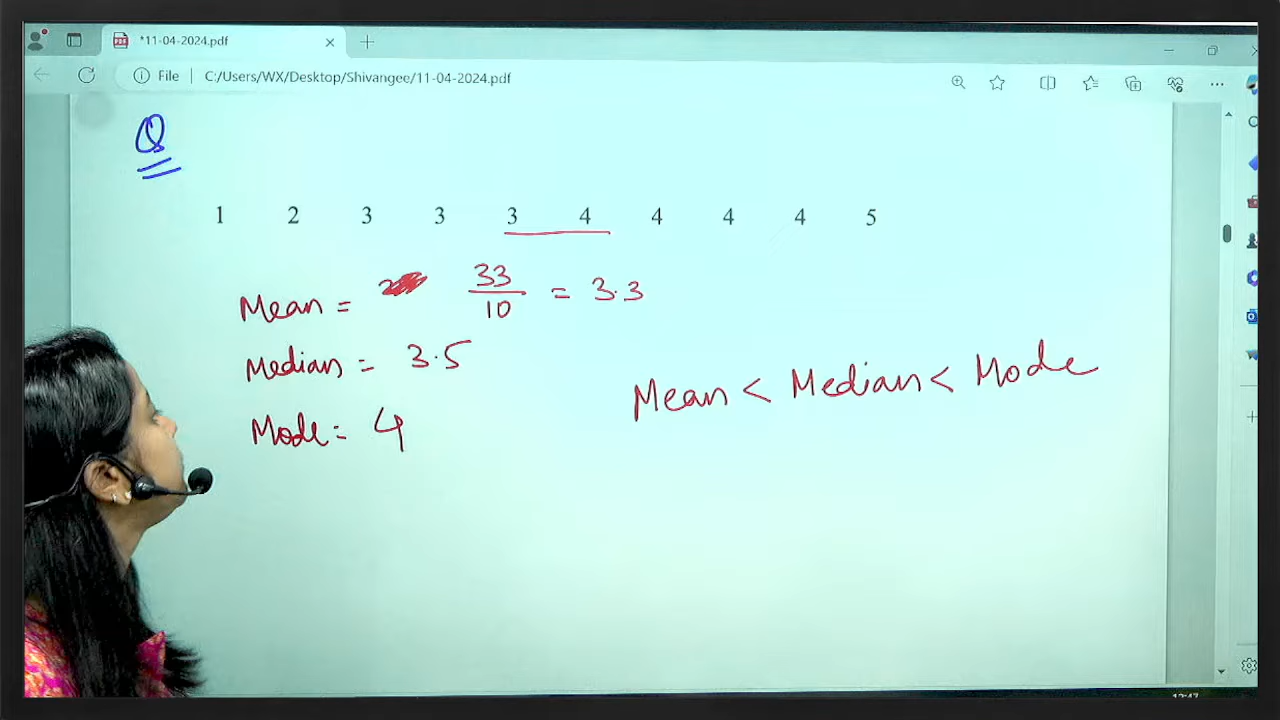 *11-04-2024.pdf
File C:/Users/WX/Desktop/Shivangee/11-04-2024.pdf
Q
1 2 3 3 3 4 4 4 4 5
Mean = 33/10 = 3.3
Median = 3.5
Mode = 4
Mean < Median < Mode